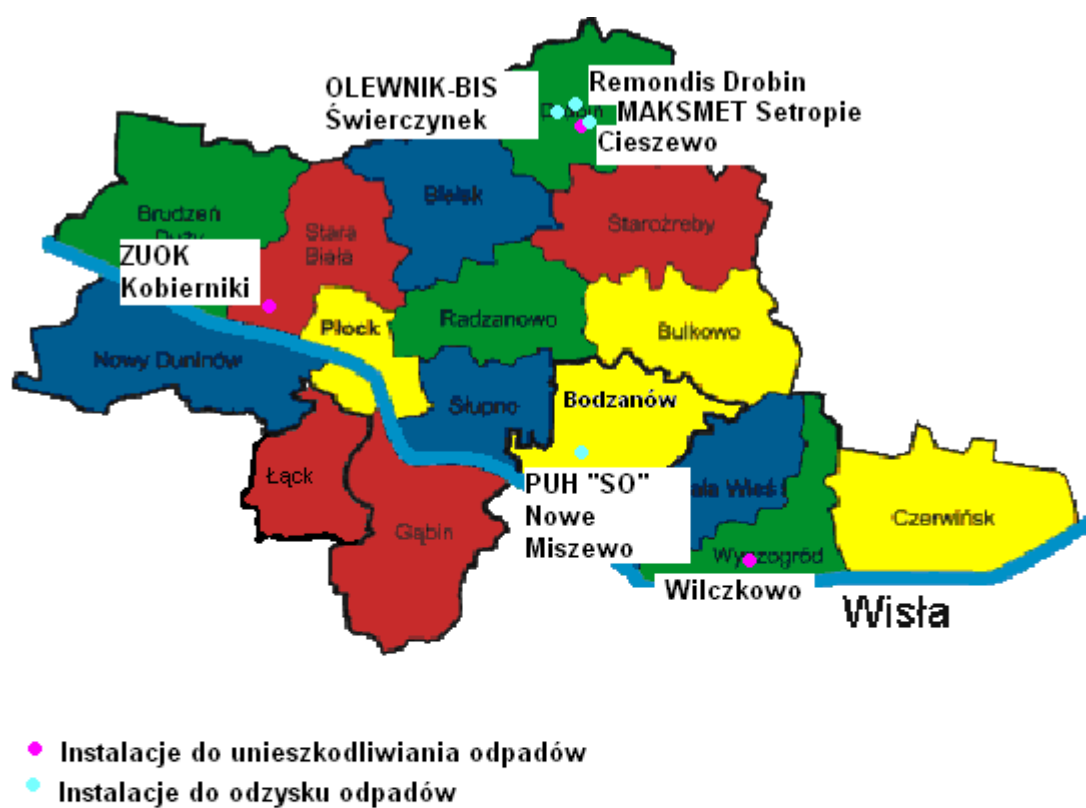 OLEWNIK-BIS
Świerczynek
Remondis Drobin
Drobin
MAKSMET Setropie
Cieszewo
Brudzeń
Duży
Stara
Biała
Bielsk
Staroźreby
ZUOK
Kobierniki
Płock
Radzanowo
Bulkowo
Nowy Duninów
Słupno
Bodzanów
Łąck
Gąbin
PUH "SO"
Nowe
Miszewo
ała Wieś
Czerwińsk
Wyszogród
Wilczkowo
Wisła
Instalacje do unieszkodliwiania odpadów
Instalacje do odzysku odpadów